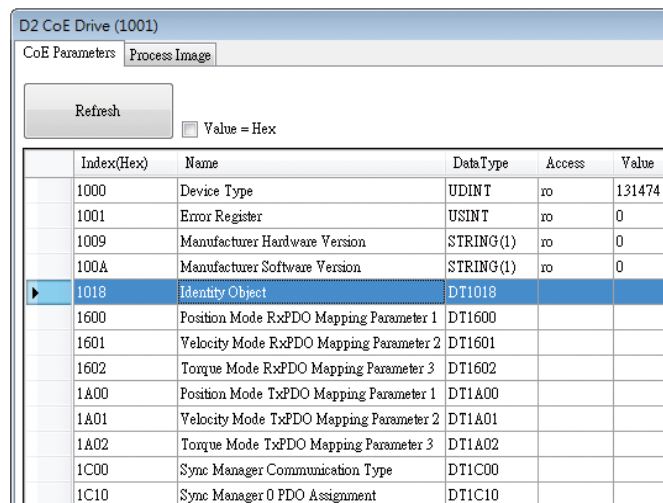 D2 CoE Drive (1001)
CoE Parameters Process Image
Refresh
Value = Hex
Index(Hex) Name DataType Access Value
1000 Device Type UDINT ro 131474
1001 Error Register USINT ro 0
1009 Manufacturer Hardware Version STRING(1) ro 0
100A Manufacturer Software Version STRING(1) ro 0
1018 Identity Object DT1018
1600 Position Mode RxPDO Mapping Parameter 1 DT1600
1601 Velocity Mode RxPDO Mapping Parameter 2 DT1601
1602 Torque Mode RxPDO Mapping Parameter 3 DT1602
1A00 Position Mode TxPDO Mapping Parameter 1 DT1A00
1A01 Velocity Mode TxPDO Mapping Parameter 2 DT1A01
1A02 Torque Mode TxPDO Mapping Parameter 3 DT1A02
1C00 Sync Manager Communication Type DT1C00
1C10 Sync Manager 0 PDO Assignment DT1C10